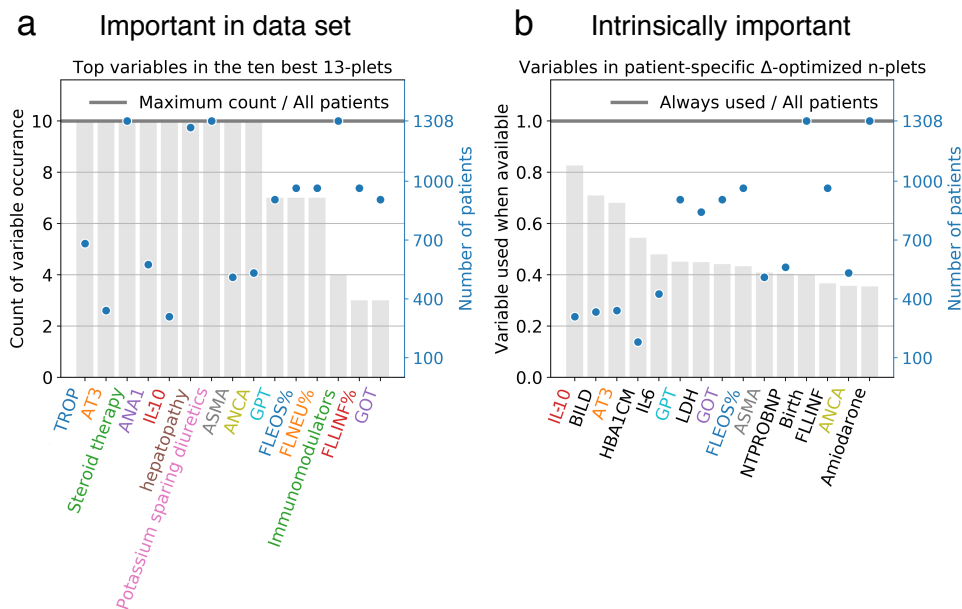 a Important in data set
Top variables in the ten best 13-plets
Maximum count / All patients
Count of variable occurance
10
8
6
4
2
0
1308
1000
700
400
100
Number of patients
TROP
AT3
Steroid therapy
ANA1
IL-10
hepatopathy
Potassium sparing diuretics
ASMA
ANCA
GPT
FLEOS%
FLNEU%
Immunomodulators
FLLINF%
GOT
b Intrinsically important
Variables in patient-specific Δ-optimized n-plets
Always used / All patients
Variable used when available
1.0
0.8
0.6
0.4
0.2
0.0
1308
1000
700
400
100
Number of patients
IL-10
BILD
AT3
HBA1CM
IL6
GPT
LDH
GOT
FLEOS%
ASMA
NTPROBNP
Birth
FLLINF
ANCA
Amiodarone